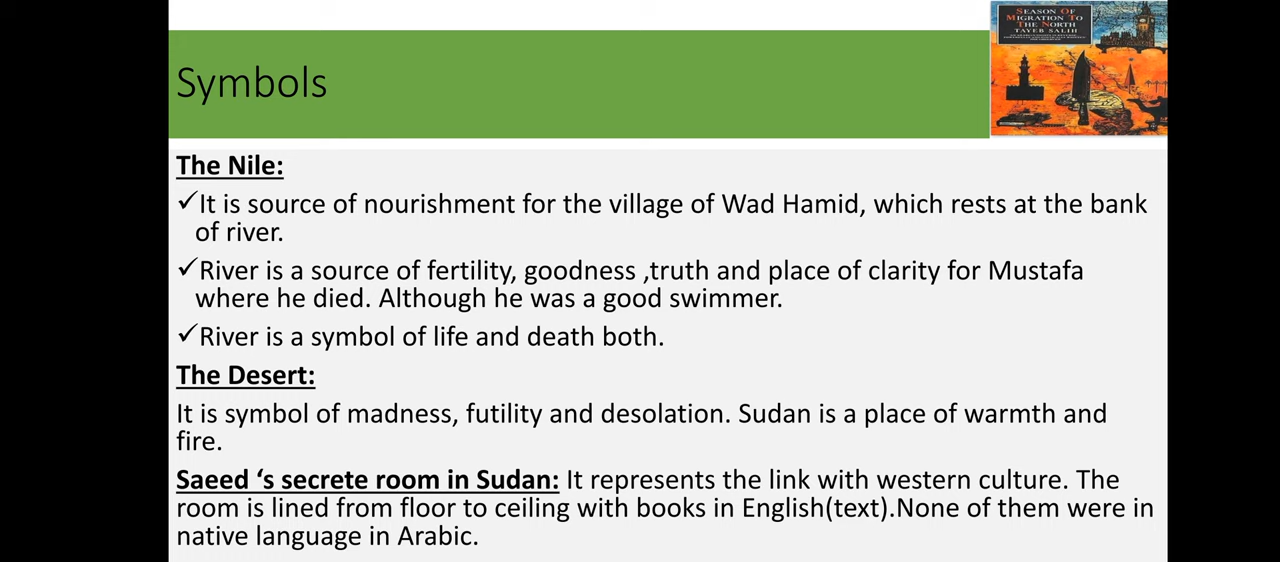 SEASON OF
MIGRATION TO
THE NORTH
TAYEB SALIH
Symbols
The Nile:
✓It is source of nourishment for the village of Wad Hamid, which rests at the bank
of river.
✓River is a source of fertility, goodness ,truth and place of clarity for Mustafa
where he died. Although he was a good swimmer.
✓River is a symbol of life and death both.
The Desert:
It is symbol of madness, futility and desolation. Sudan is a place of warmth and
fire.
Saeed ‘s secrete room in Sudan: It represents the link with western culture. The
room is lined from floor to ceiling with books in English(text).None of them were in
native language in Arabic.